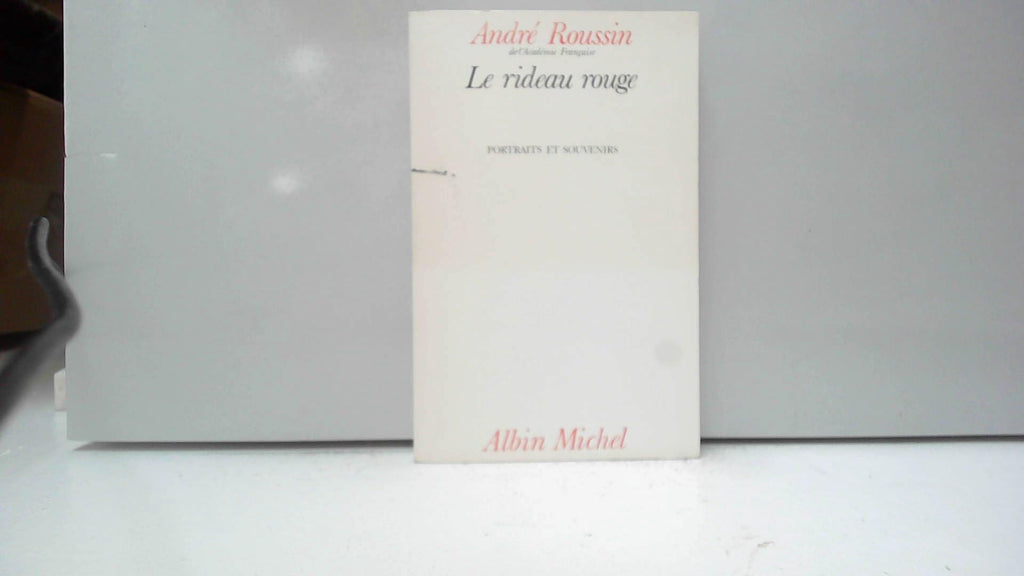 André Roussin
de l'Académie Française
Le rideau rouge
PORTRAITS ET SOUVENIRS
Albin Michel